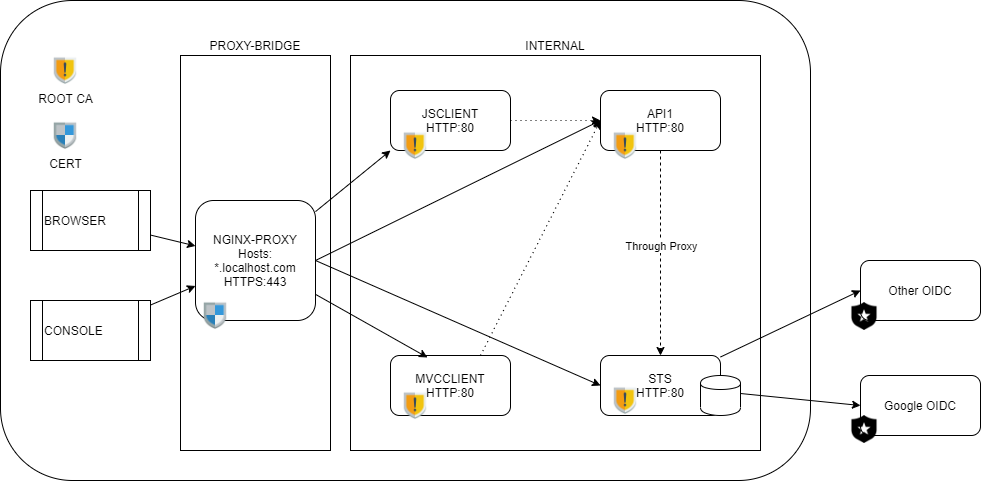 PROXY-BRIDGE
INTERNAL
ROOT CA
CERT
BROWSER
CONSOLE
NGINX-PROXY
Hosts:
*.localhost.com
HTTPS:443
JSCLIENT
HTTP:80
API1
HTTP:80
Through Proxy
MVCCLIENT
HTTP:80
STS
HTTP:80
Other OIDC
Google OIDC